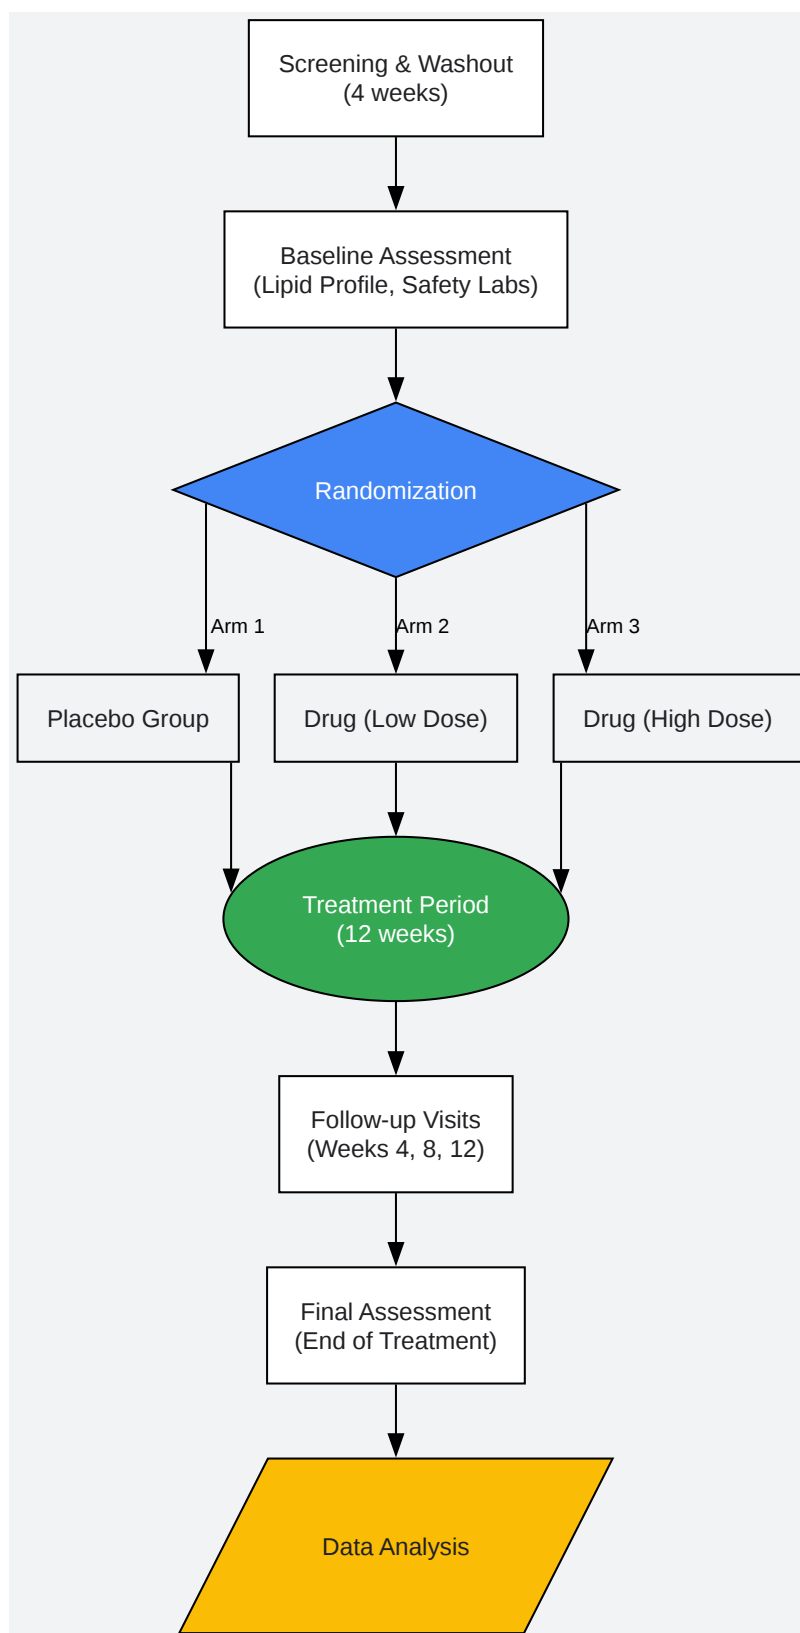 Screening & Washout
(4 weeks)
Baseline Assessment
(Lipid Profile, Safety Labs)
Randomization
Arm 1
Arm 2
Arm 3
Placebo Group
Drug (Low Dose)
Drug (High Dose)
Treatment Period
(12 weeks)
Follow-up Visits
(Weeks 4, 8, 12)
Final Assessment
(End of Treatment)
Data Analysis